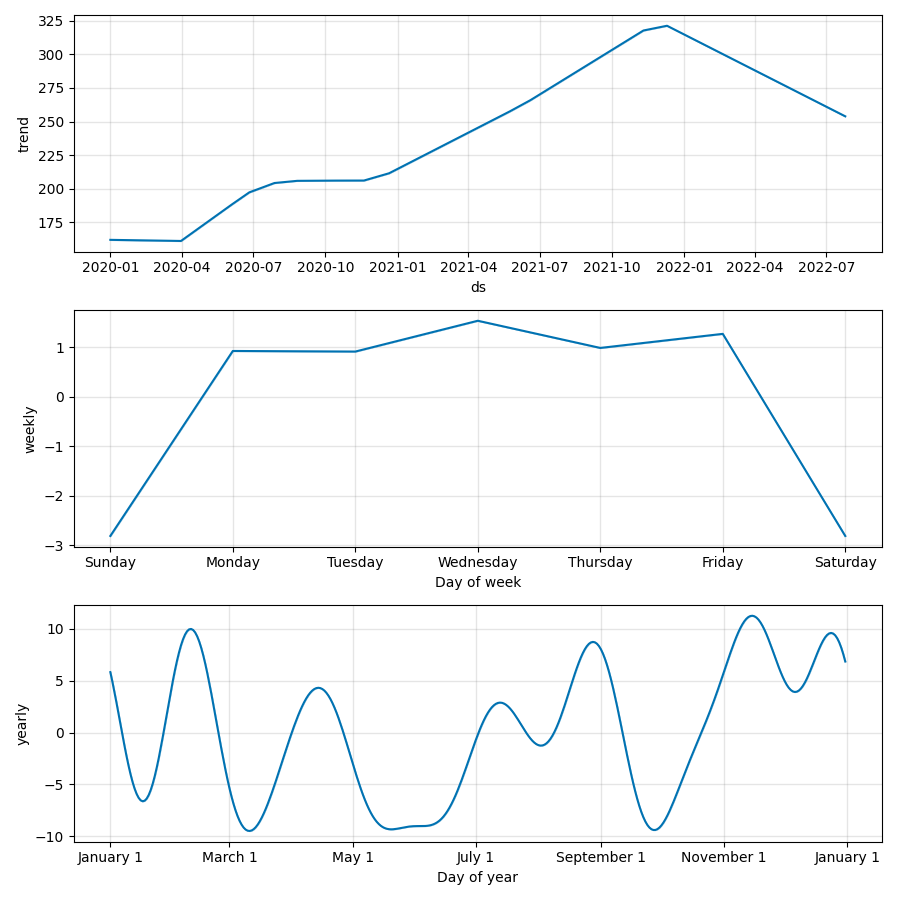 325
300
275
250
225
200
175
trend
2020-01 2020-04 2020-07 2020-10 2021-01 2021-04 2021-07 2021-10 2022-01 2022-04 2022-07
ds
1
0
−1
−2
−3
weekly
Sunday Monday Tuesday Wednesday Thursday Friday Saturday
Day of week
10
5
0
−5
−10
yearly
January 1 March 1 May 1 July 1 September 1 November 1 January 1
Day of year